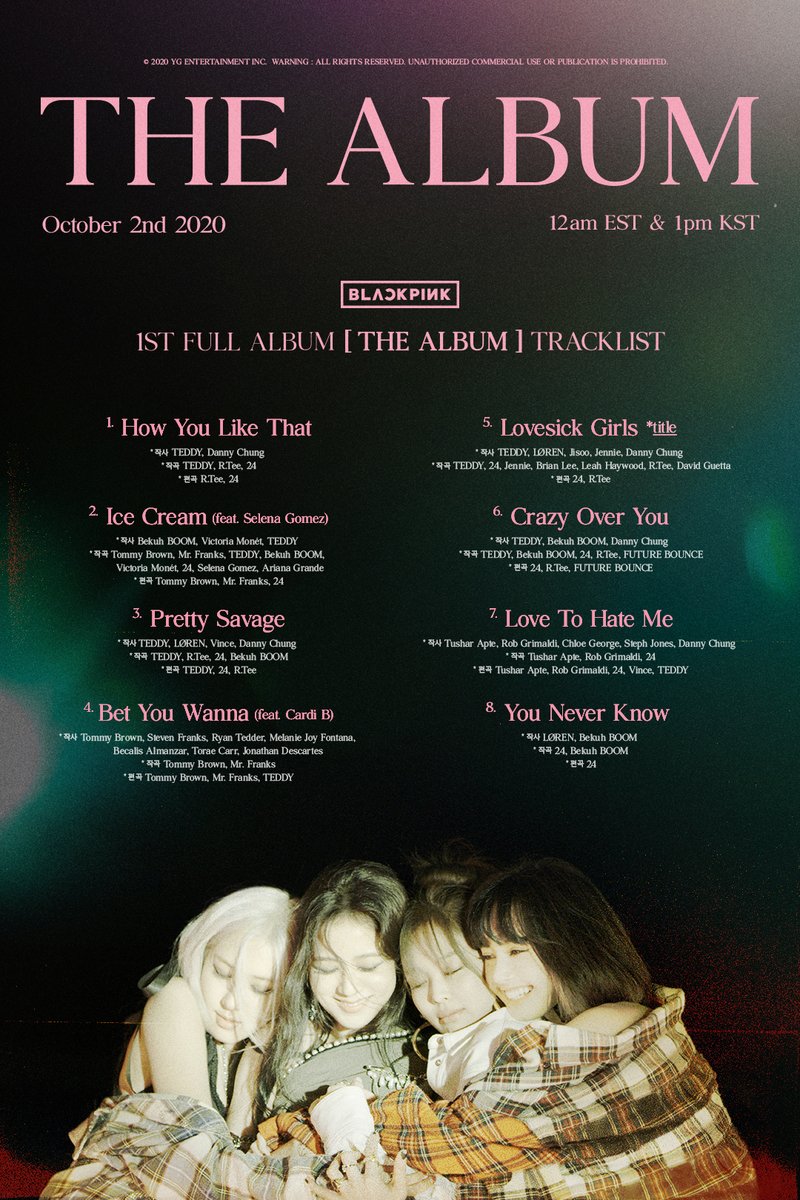 © 2020 YG ENTERTAINMENT INC. WARNING : ALL RIGHTS RESERVED. UNAUTHORIZED COMMERCIAL USE OR PUBLICATION IS PROHIBITED.
THE ALBUM
October 2nd 2020
12am EST & 1pm KST
BLACKPINK
1ST FULL ALBUM [ THE ALBUM ] TRACKLIST
1. How You Like That
*작사 TEDDY, Danny Chung
*작곡 TEDDY, R.Tee, 24
*편곡 R.Tee, 24
2. Ice Cream (feat. Selena Gomez)
*작사 Bekuh BOOM, Victoria Monét, TEDDY
*작곡 Tommy Brown, Mr. Franks, TEDDY, Bekuh BOOM,
Victoria Monét, 24, Selena Gomez, Ariana Grande
*편곡 Tommy Brown, Mr. Franks, 24
3. Pretty Savage
*작사 TEDDY, LØREN, Vince, Danny Chung
*작곡 TEDDY, R.Tee, 24, Bekuh BOOM
*편곡 TEDDY, 24, R.Tee
4. Bet You Wanna (feat. Cardi B)
*작사 Tommy Brown, Steven Franks, Ryan Tedder, Melanie Joy Fontana,
Becalis Almanzar, Torae Carr, Jonathan Descartes
*작곡 Tommy Brown, Mr. Franks
*편곡 Tommy Brown, Mr. Franks, TEDDY
5. Lovesick Girls *title
*작사 TEDDY, LØREN, Jisoo, Jennie, Danny Chung
*작곡 TEDDY, 24, Jennie, Brian Lee, Leah Haywood, R.Tee, David Guetta
*편곡 24, R.Tee
6. Crazy Over You
*작사 TEDDY, Bekuh BOOM, Danny Chung
*작곡 TEDDY, Bekuh BOOM, 24, R.Tee, FUTURE BOUNCE
*편곡 24, R.Tee, FUTURE BOUNCE
7. Love To Hate Me
*작사 Tushar Apte, Rob Grimaldi, Chloe George, Steph Jones, Danny Chung
*작곡 Tushar Apte, Rob Grimaldi, 24
*편곡 Tushar Apte, Rob Grimaldi, 24, Vince, TEDDY
8. You Never Know
*작사 LØREN, Bekuh BOOM
*작곡 24, Bekuh BOOM
*편곡 24